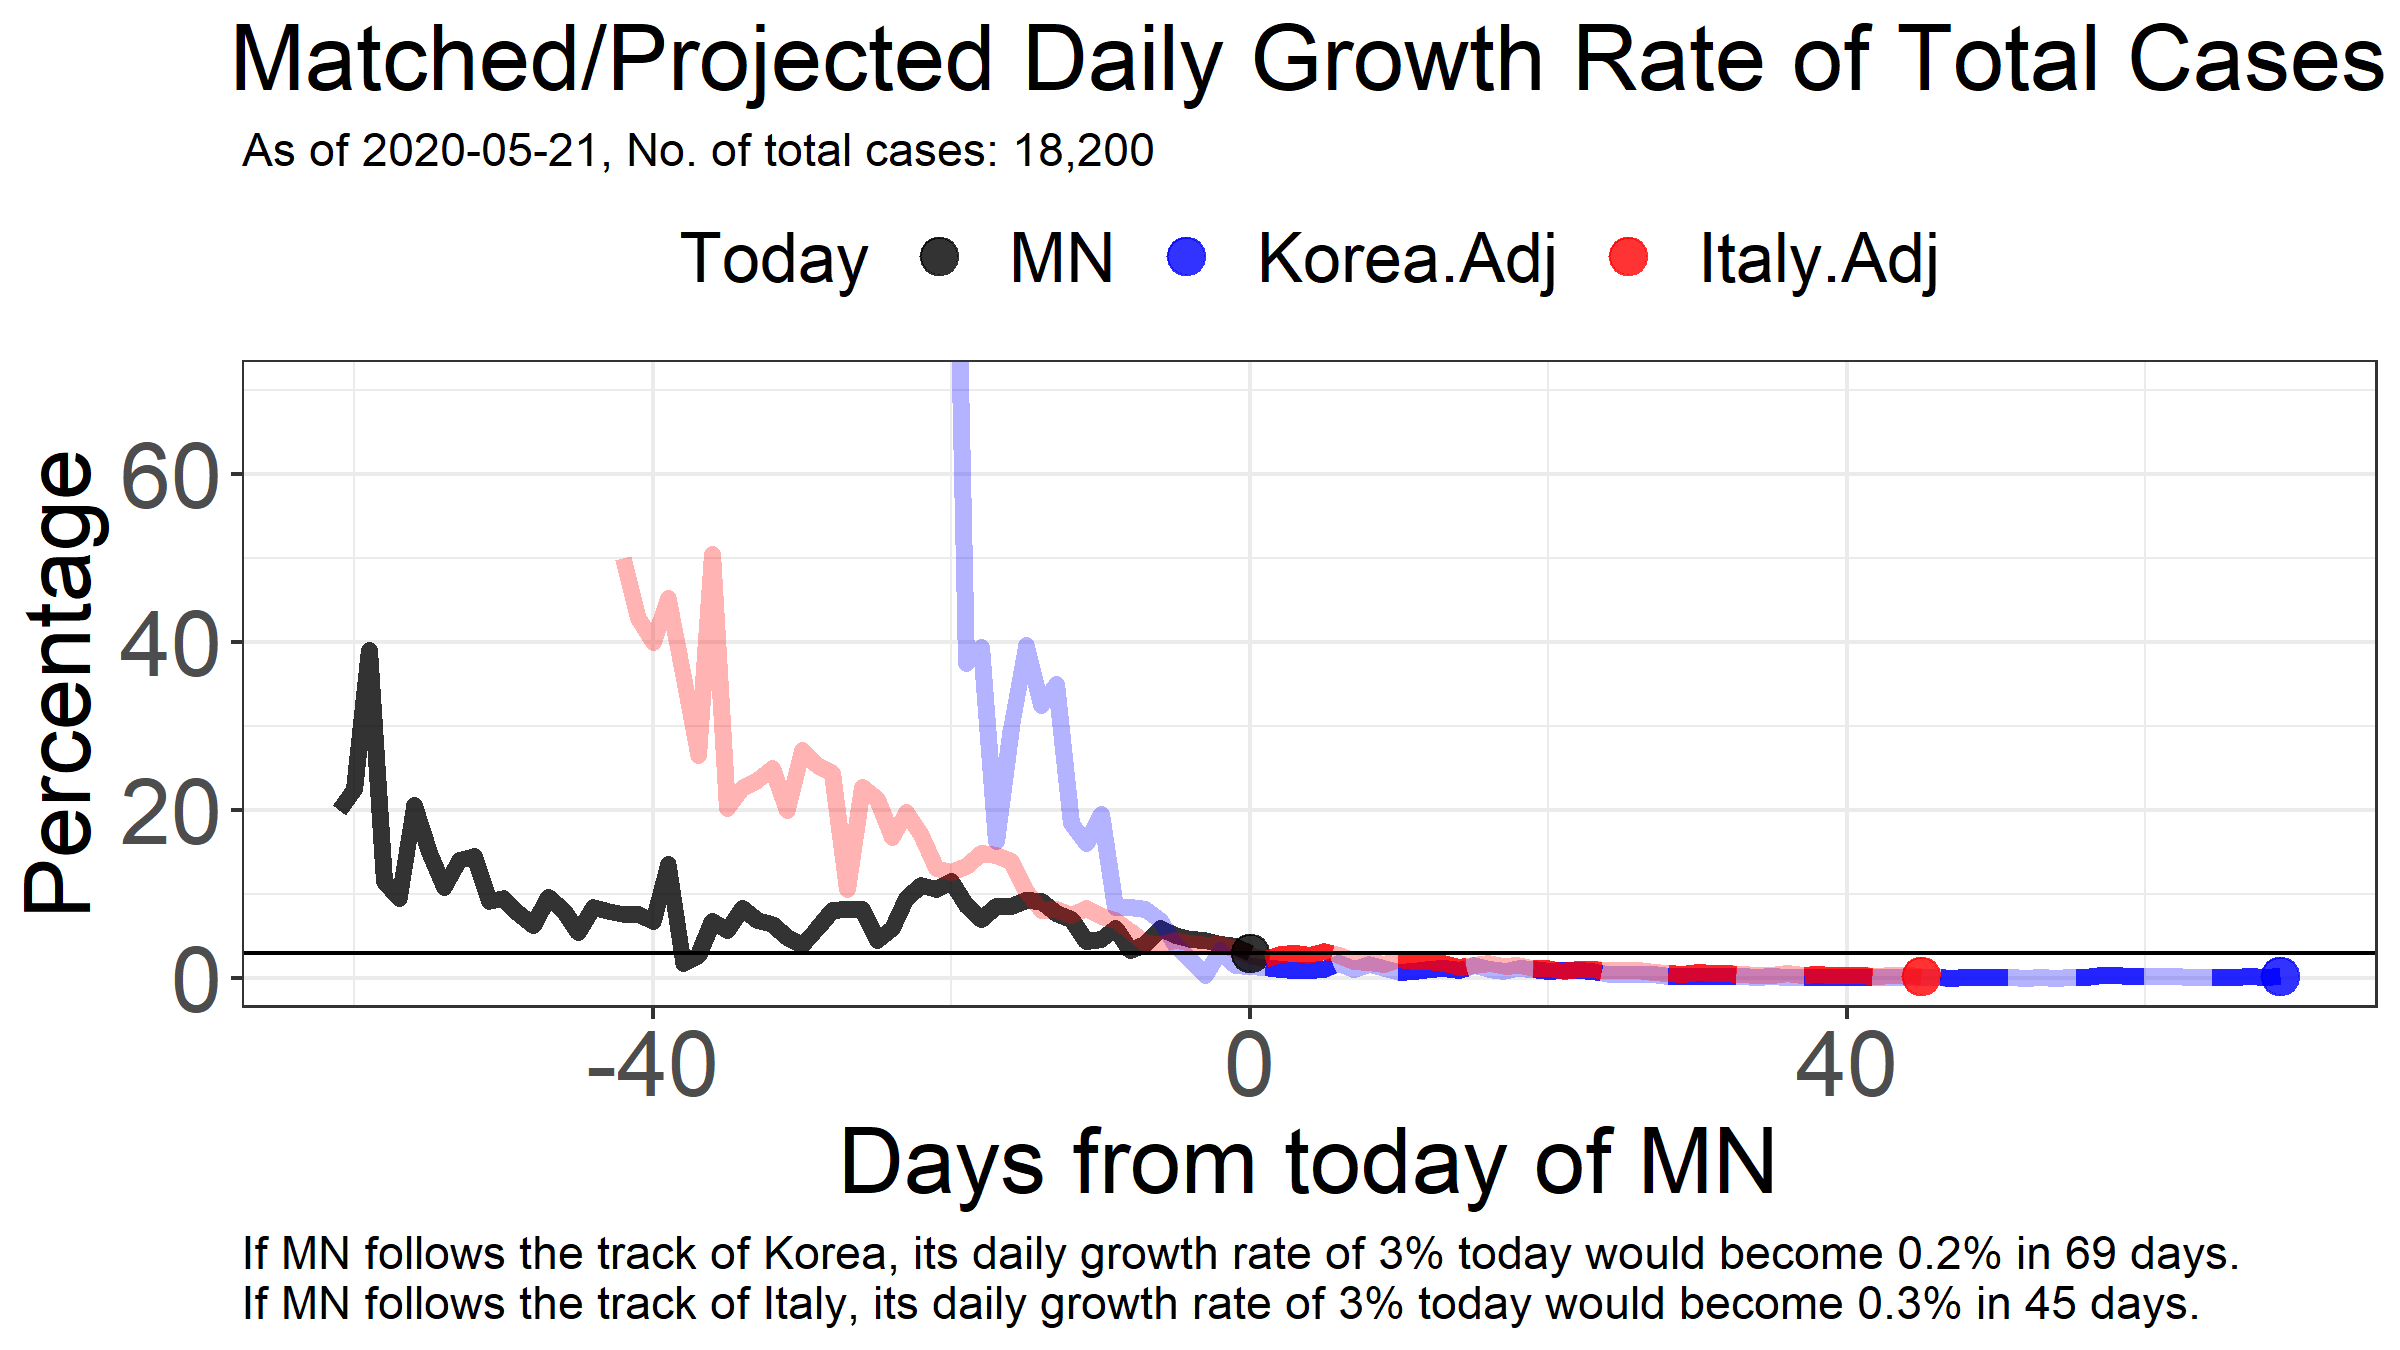 Matched/Projected Daily Growth Rate of Total Cases
As of 2020-05-21, No. of total cases: 18,200
Today MN Korea.Adj Italy.Adj
Percentage
60
40
20
0
-40 0 40
Days from today of MN
If MN follows the track of Korea, its daily growth rate of 3% today would become 0.2% in 69 days.
If MN follows the track of Italy, its daily growth rate of 3% today would become 0.3% in 45 days.